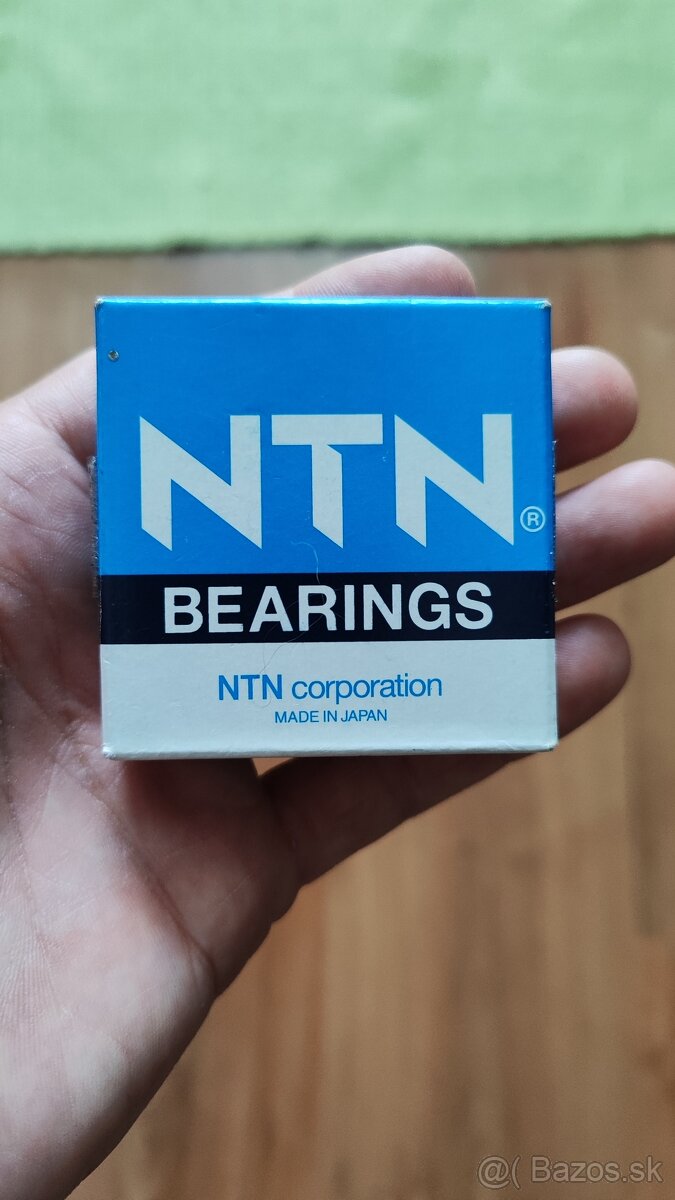 NTN®
BEARINGS
NTN corporation
MADE IN JAPAN
@( Bazos.sk